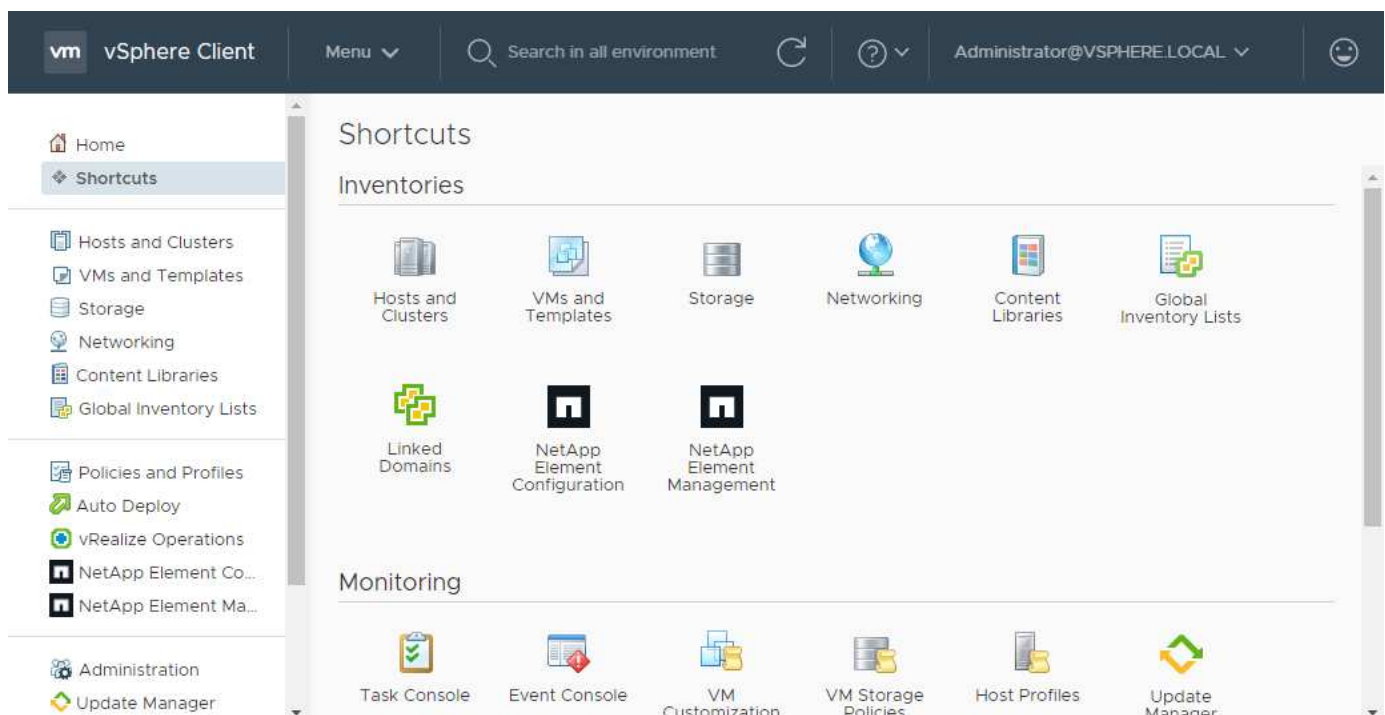 vm vSphere Client Menu Search in all environment Administrator@VSPHERE.LOCAL
Home
Shortcuts
Hosts and Clusters
VMs and Templates
Storage
Networking
Content Libraries
Global Inventory Lists
Policies and Profiles
Auto Deploy
vRealize Operations
NetApp Element Co...
NetApp Element Ma...
Administration
Update Manager
Shortcuts
Inventories
Hosts and
Clusters
VMs and
Templates
Storage
Networking
Content
Libraries
Global
Inventory Lists
Linked
Domains
NetApp
Element
Configuration
NetApp
Element
Management
Monitoring
Task Console
Event Console
VM
Customization
VM Storage
Policies
Host Profiles
Update
Manager